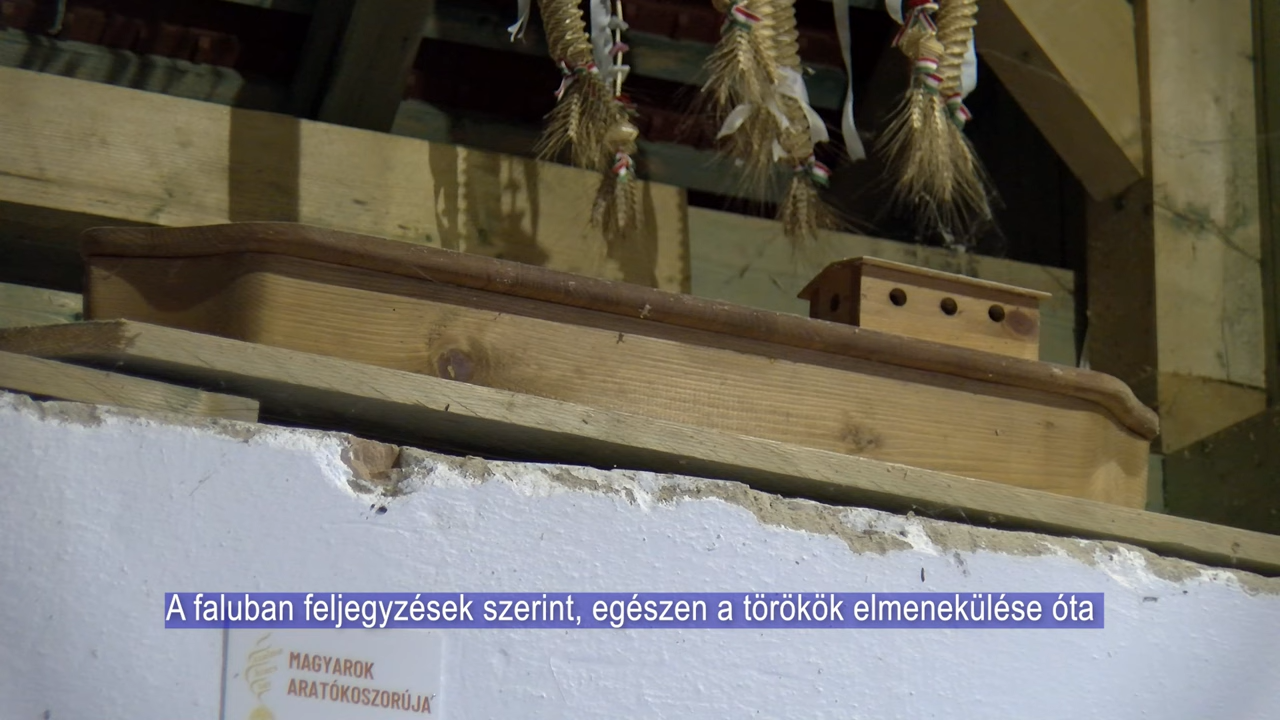 A faluban feljegyzések szerint, egészen a törökök elmenekülése óta
MAGYAROK
ARATÓKOSZORÚJA